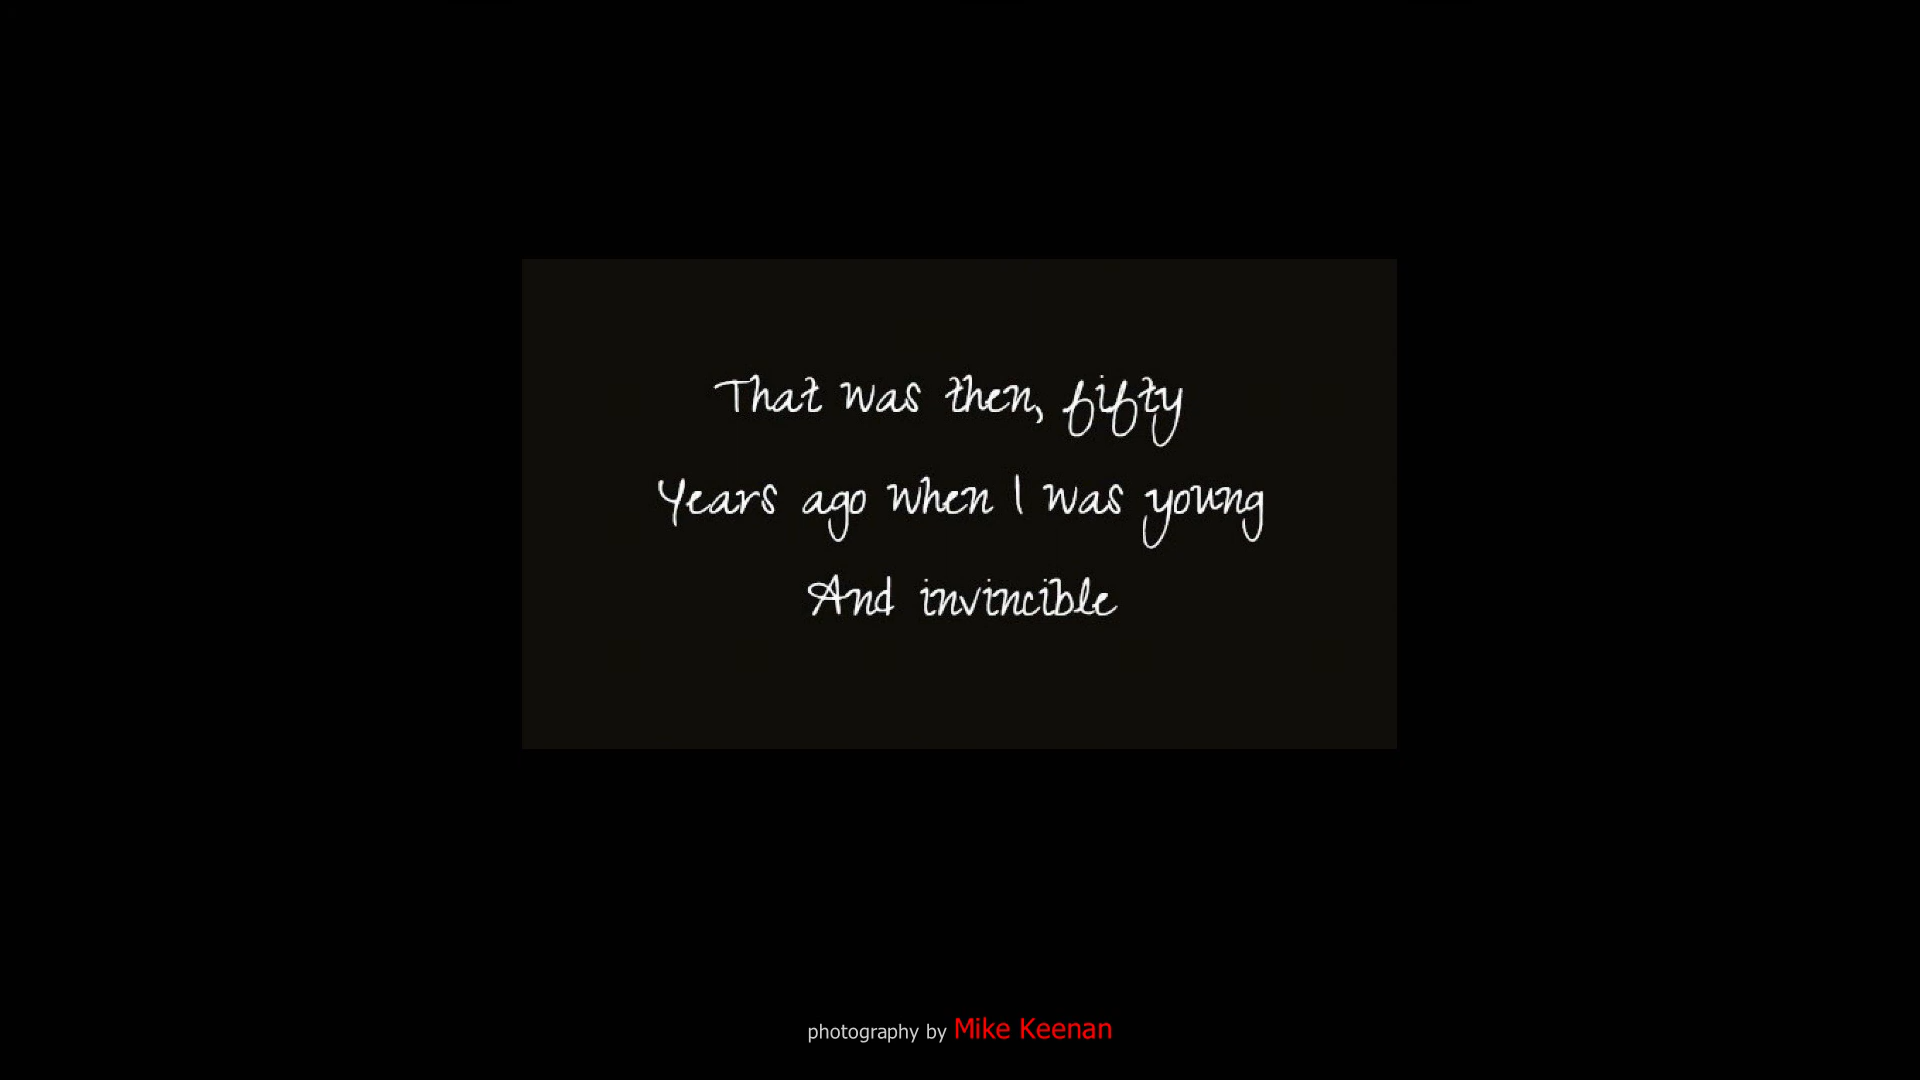 That was then, fifty
Years ago when I was young
And invincible
photography by Mike Keenan